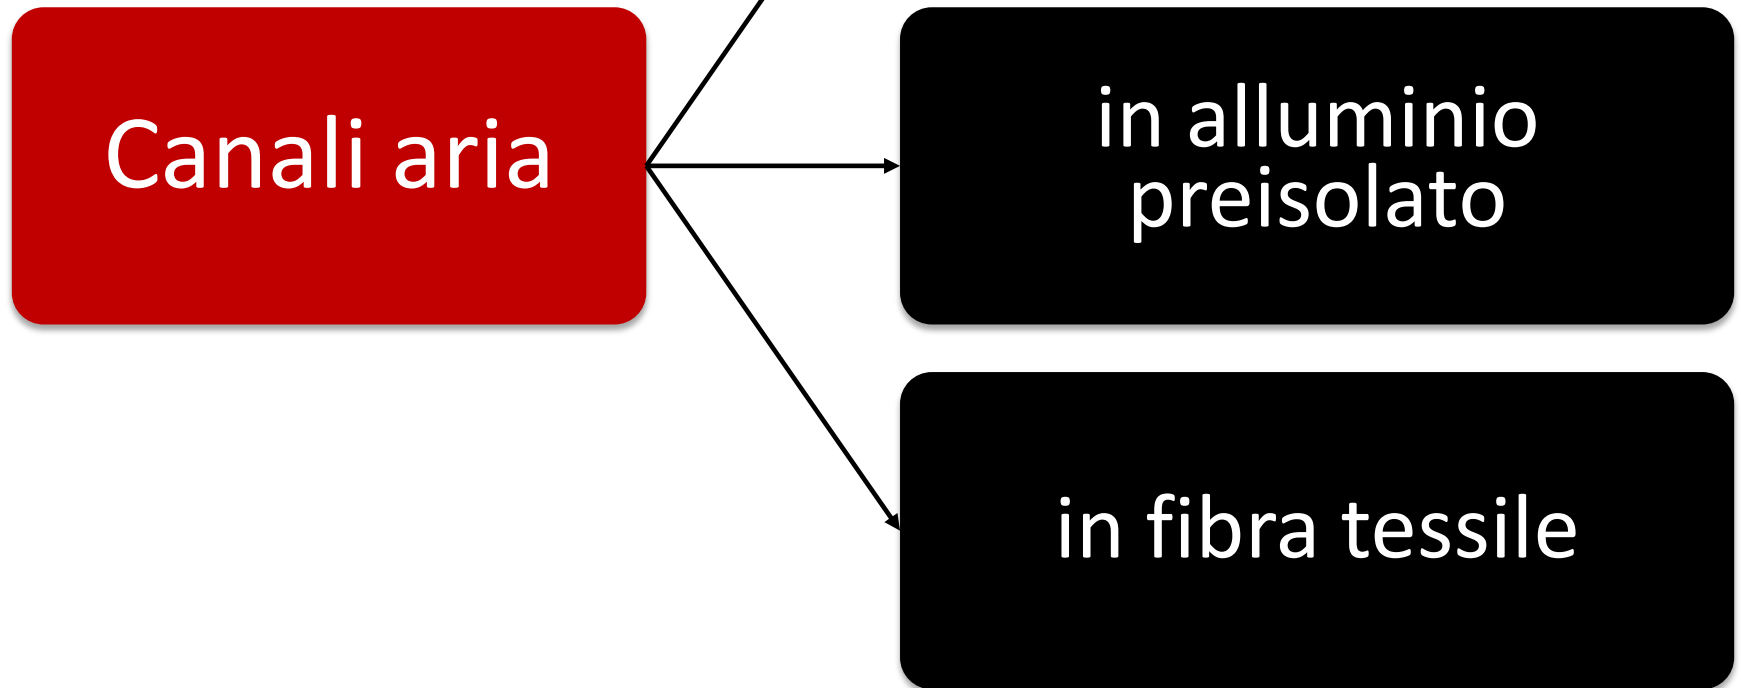 Canali aria
in alluminio
preisolato
in fibra tessile